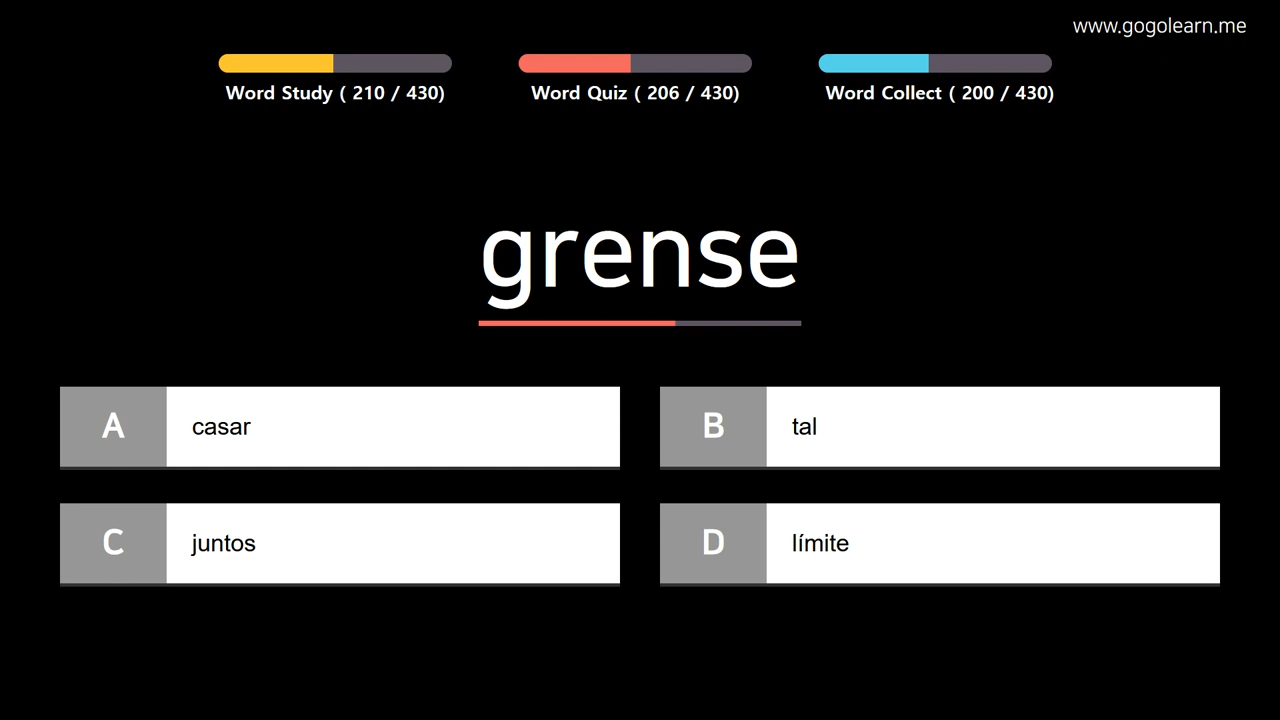 www.gogolearn.me
Word Study ( 210 / 430)
Word Quiz ( 206 / 430)
Word Collect ( 200 / 430)
grense
A casar
B tal
C juntos
D límite